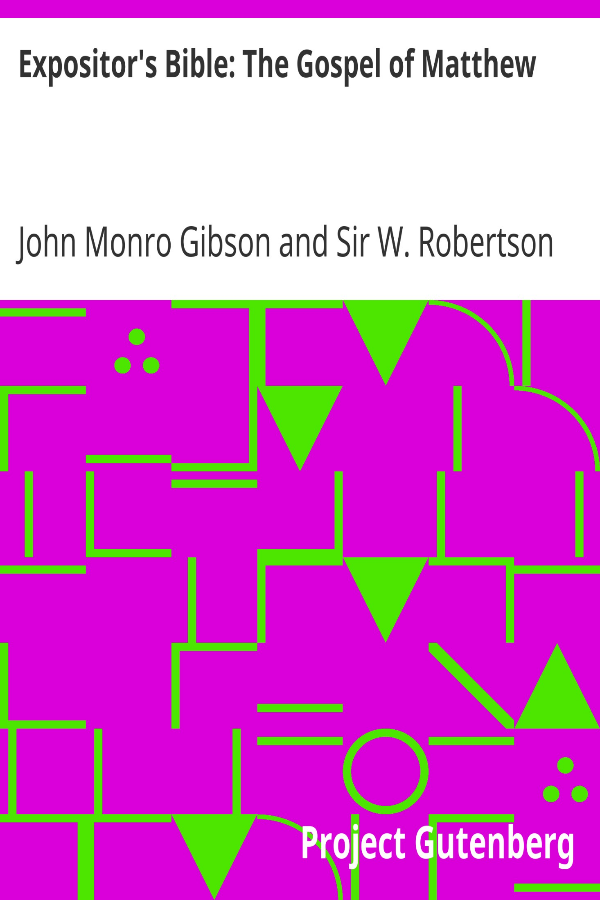 Expositor's Bible: The Gospel of Matthew
John Monro Gibson and Sir W. Robertson
Project Gutenberg